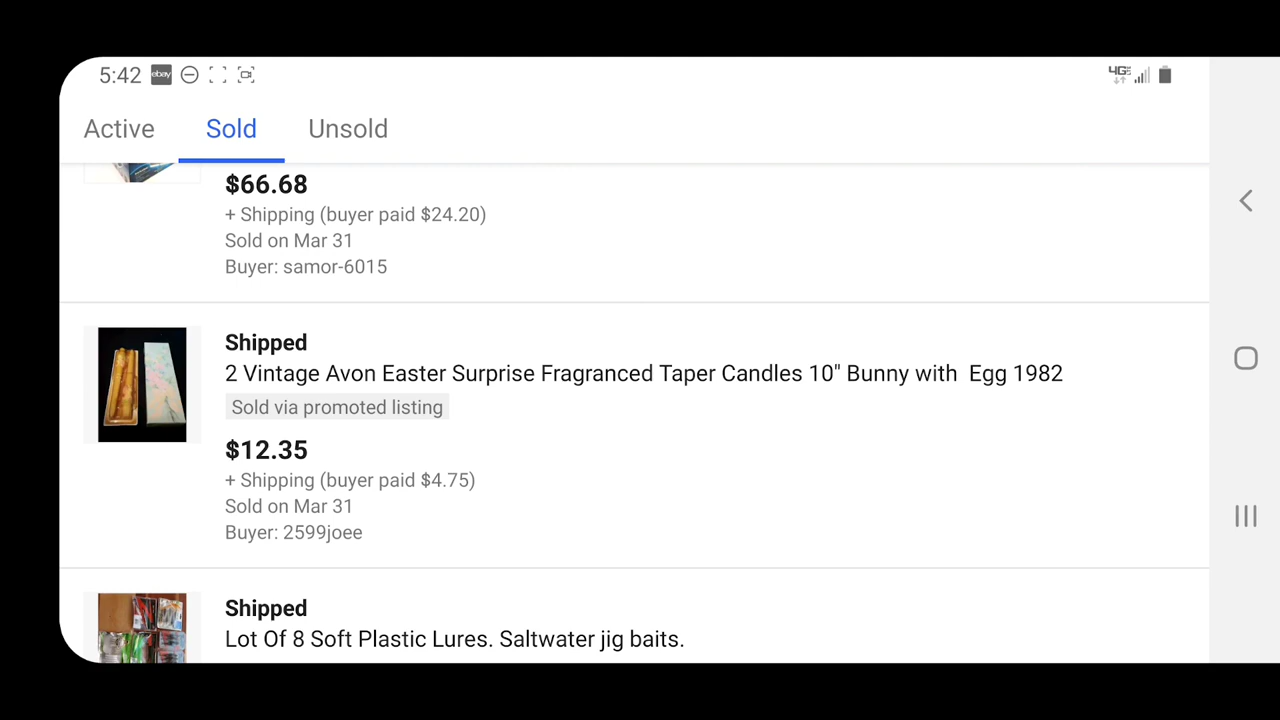 5:42 ebay 4G
Active Sold Unsold
$66.68
+ Shipping (buyer paid $24.20)
Sold on Mar 31
Buyer: samor-6015
Shipped
2 Vintage Avon Easter Surprise Fragranced Taper Candles 10" Bunny with  Egg 1982
Sold via promoted listing
$12.35
+ Shipping (buyer paid $4.75)
Sold on Mar 31
Buyer: 2599joee
Shipped
Lot Of 8 Soft Plastic Lures. Saltwater jig baits.